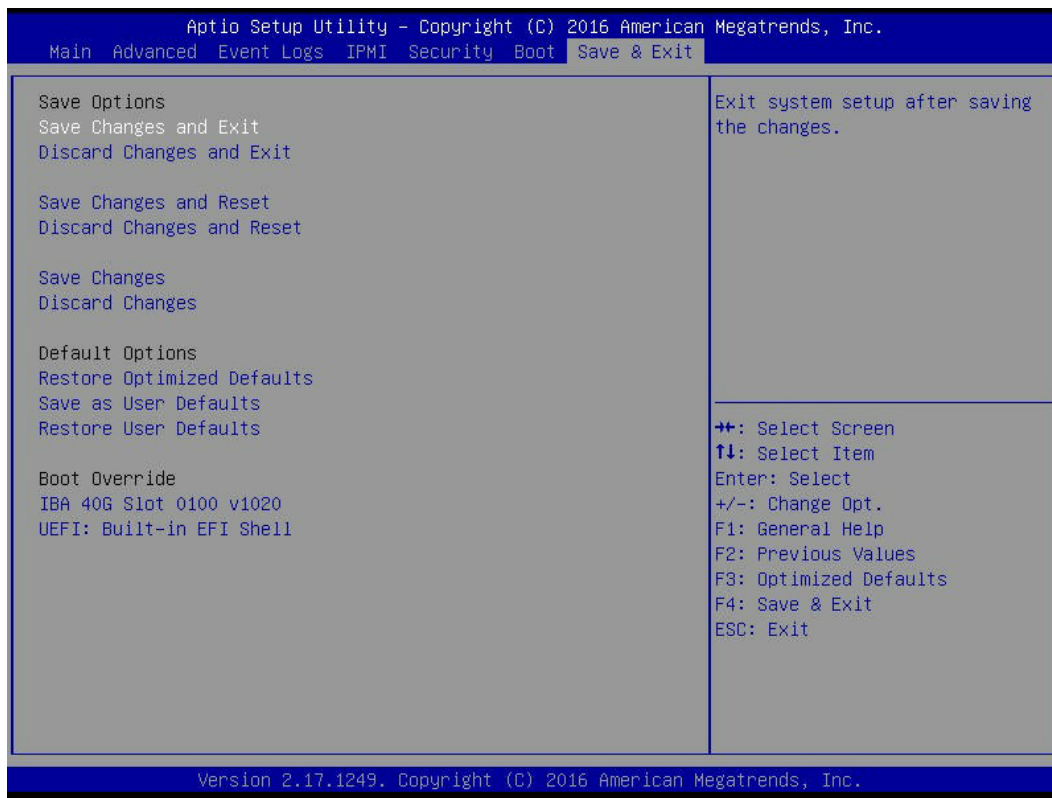 Aptio Setup Utility – Copyright (C) 2016 American Megatrends, Inc.
Main Advanced Event Logs IPMI Security Boot Save & Exit
Save Options
Save Changes and Exit
Discard Changes and Exit
Save Changes and Reset
Discard Changes and Reset
Save Changes
Discard Changes
Default Options
Restore Optimized Defaults
Save as User Defaults
Restore User Defaults
Boot Override
IBA 40G Slot 0100 v1020
UEFI: Built-in EFI Shell
Exit system setup after saving
the changes.
→←: Select Screen
↑↓: Select Item
Enter: Select
+/-: Change Opt.
F1: General Help
F2: Previous Values
F3: Optimized Defaults
F4: Save & Exit
ESC: Exit
Version 2.17.1249. Copyright (C) 2016 American Megatrends, Inc.